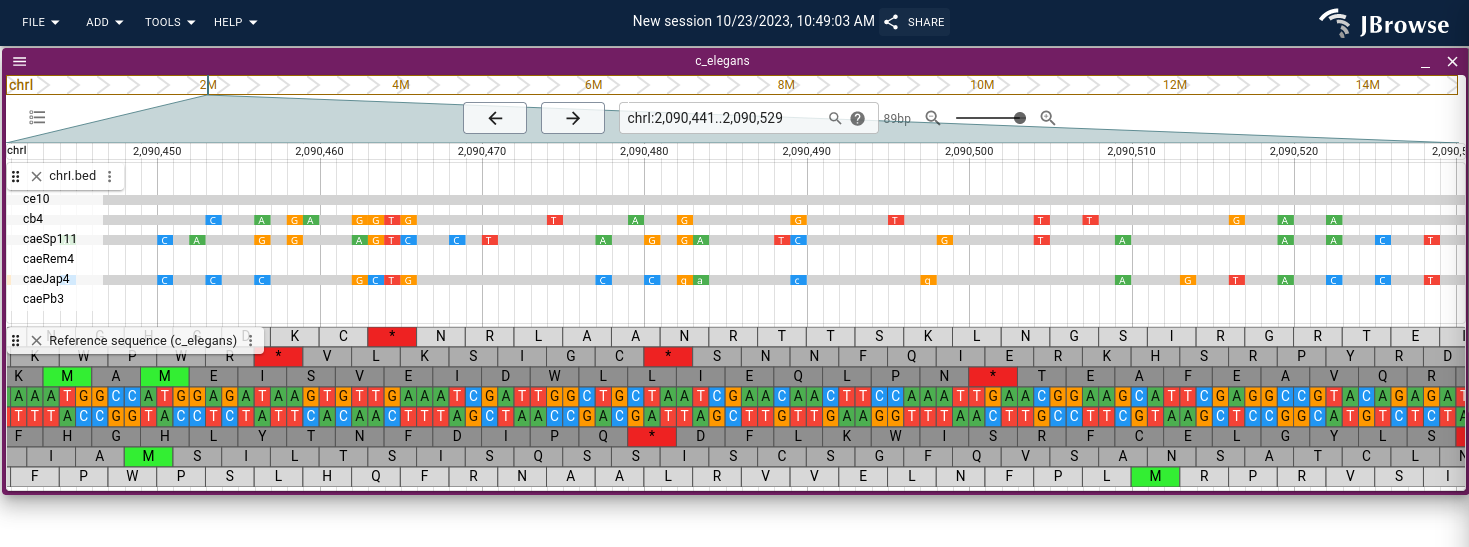 FILE ADD TOOLS HELP New session 10/23/2023, 10:49:03 AM SHARE JBrowse
c_elegans
chrI 2M 4M 6M 8M 10M 12M 14M
chrI:2,090,441..2,090,529 89bp
chrI 2,090,450 2,090,460 2,090,470 2,090,480 2,090,490 2,090,500 2,090,510 2,090,520 2,090,5
chrI.bed
ce10
cb4 C A G A G G T G T A G G T T T G A A
caeSp111 C A G G A G T C C T A G G A T C G T A A A C T
caeRem4
caeJap4 C C C G C T G C C g a c g A G T A C C T
caePb3
Reference sequence (c_elegans) K C * N R L A A N R T T S K L N G S I R G R T E I
K W P W R * V L K S I G C * S N N F Q I E R K H S R P Y R D
K M A M E I S V E I D W L L I E Q L P N * T E A F E A V Q R
A A A T G G C C A T G G A G A T A A G T G T T G A A A T C G A T T G G C T G C T A A T C G A A C A A C T T C C A A A T T G A A C G G A A G C A T T C G A G G C C G T A C A G A G A T
T T T A C C G G T A C C T C T A T T C A C A A C T T T A G C T A A C C G A C G A T T A G C T T G T T G A A G G T T T A A C T T G C C T T C G T A A G C T C C G G C A T G T C T C T A
F H G H L Y T N F D I P Q * D F L K W I S R F C E L G Y L S
I A M S I L T S I S Q S S I S C S G F Q V S A N S A T C L N
F P W P S L H Q F R N A A L R V V E L N F P L M R P R V S I